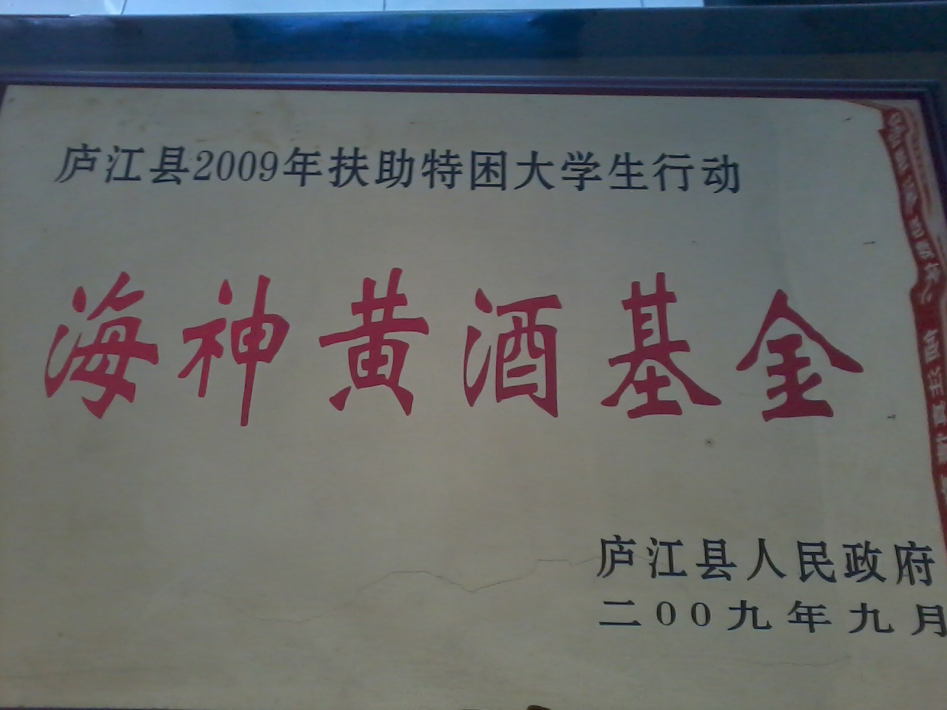 庐江县2009年扶助特困大学生行动
海神黄酒基金
庐江县人民政府
二00九年九月